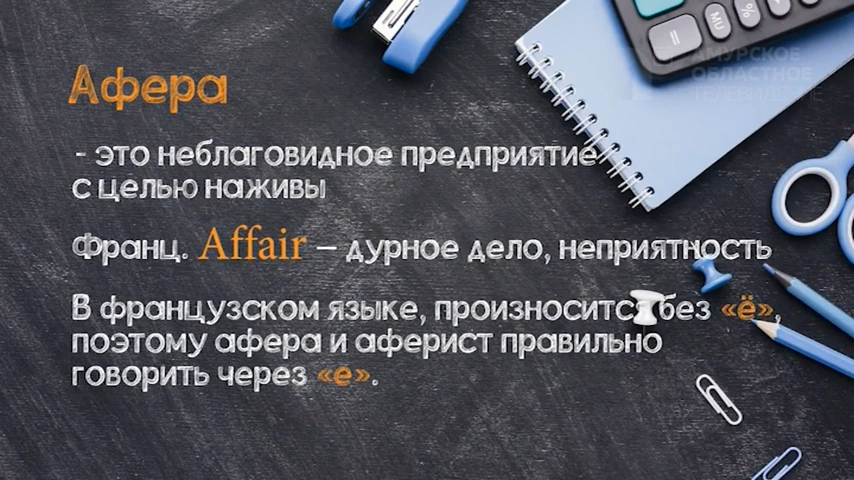 АМУРСКОЕ
ОБЛАСТНОЕ
ТЕЛЕВИДЕНИЕ
Афера
- это неблаговидное предприятие
с целью наживы
Франц. Affair – дурное дело, неприятность
В французском языке, произносится без «ё»,
поэтому афера и аферист правильно
говорить через «е».